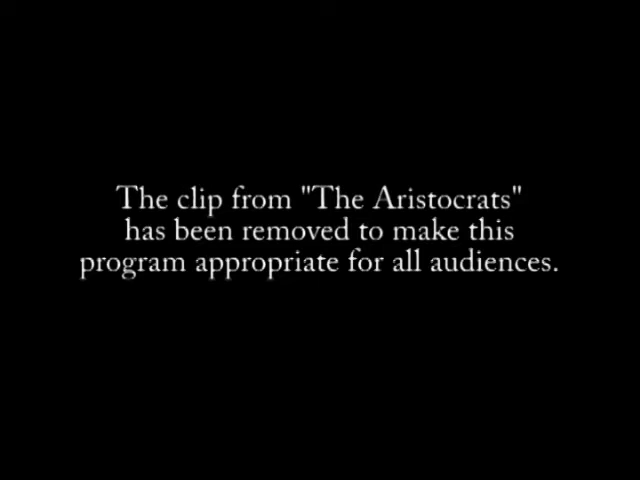 The clip from "The Aristocrats"
has been removed to make this
program appropriate for all audiences.